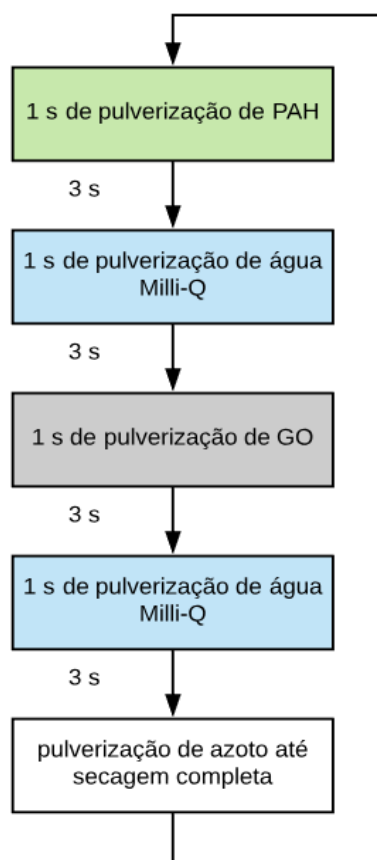 1 s de pulverização de PAH
3 s
1 s de pulverização de água
Milli-Q
3 s
1 s de pulverização de GO
3 s
1 s de pulverização de água
Milli-Q
3 s
pulverização de azoto até
secagem completa